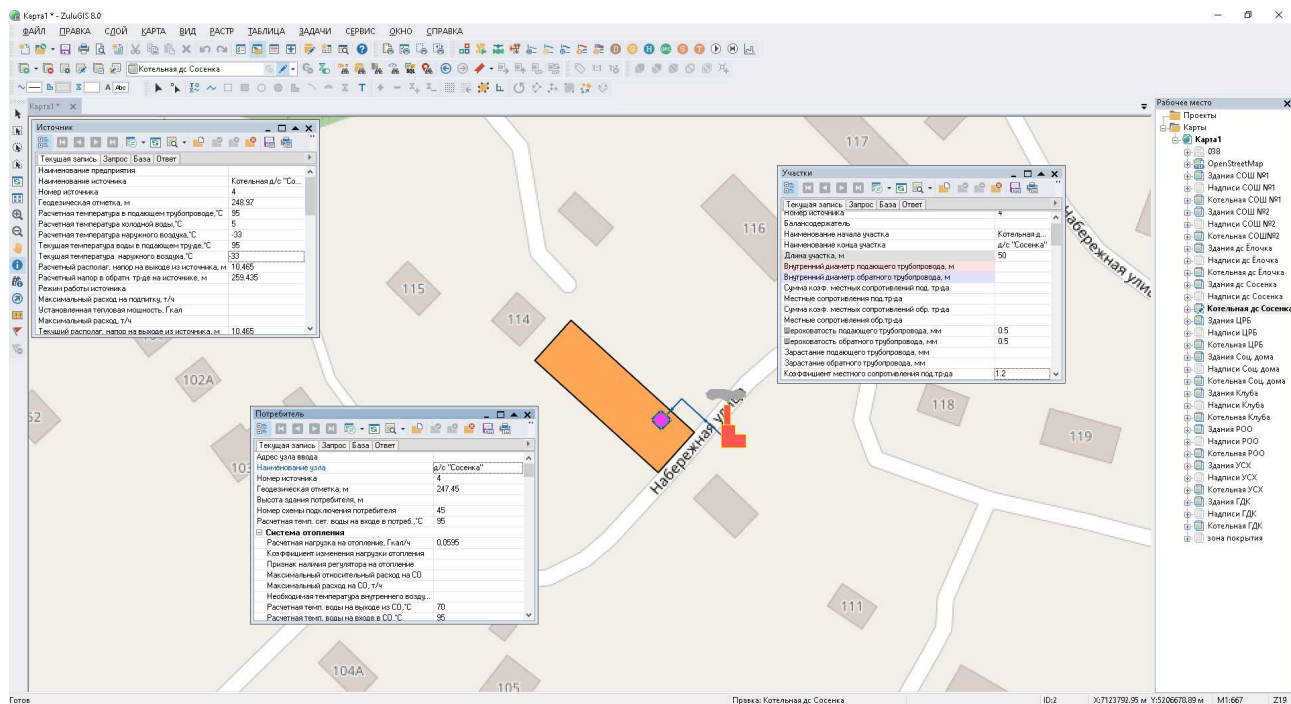 Карта1 * - ZuluGIS 8.0
ФАЙЛ ПРАВКА СЛОЙ КАРТА ВИД РАСТР ТАБЛИЦА ЗАДАЧИ СЕРВИС ОКНО СПРАВКА
Котельная дс Сосенка
1:1
Abc
Карта1 *
Источник
Текущая запись Запрос База Ответ
Наименование предприятия
Наименование источника Котельная д/с "Со...
Номер источника 4
Геодезическая отметка, м 248.97
Расчетная температура в подающем трубопроводе,°C 95
Расчетная температура холодной воды,°C 5
Расчетная температура наружного воздуха,°C -33
Текущая температура воды в подающем тру-де,°C 95
Текущая температура наружного воздуха,°C -33
Расчетный располаг. напор на выходе из источника, м 10.465
Расчетный напор в обратн. тр-де на источнике, м 259.435
Режим работы источника
Максимальный расход на подпитку, т/ч
Установленная тепловая мощность, Гкал
Максимальный расход, т/ч
Текущий располог. напор на выходе из источника, м 10.465
Участки
Текущая запись Запрос База Ответ
Номер источника 4
Балансодержатель
Наименование начала участка Котельная д...
Наименование конца участка д/с "Сосенка"
Длина участка, м 50
Внутренний диаметр подающего трубопровода, м
Внутренний диаметр обратного трубопровода, м
Сумма коэф. местных сопротивлений под. тр-да
Местные сопротивления под.тр-да
Сумма коэф. местных сопротивлений обр. тр-да
Местные сопротивления обр.тр-да
Шероховатость подающего трубопровода, мм 0.5
Шероховатость обратного трубопровода, мм 0.5
Зарастание подающего трубопровода, мм
Зарастание обратного трубопровода, мм
Коэффициент местного сопротивления под.тр-да 1.2
Потребитель
Текущая запись Запрос База Ответ
Адрес узла ввода
Наименование узла д/с "Сосенка"
Номер источника 4
Геодезическая отметка, м 247.45
Высота здания потребителя, м
Номер схемы подключения потребителя 45
Расчетная темп. сет. воды на входе в потреб.,°C 95
Система отопления
Расчетная нагрузка на отопление, Гкал/ч 0.0595
Коэффициент изменения нагрузки отопления
Признак наличия регулятора на отопление
Максимальный относительный расход на СО
Максимальный расход на СО, т/ч
Необходимая температура внутреннего возду...
Расчетная темп. воды на выходе из СО,°C 70
Расчетная темп. воды на входе в СО,°C 95
117
116
115
114
102A
118
119
111
104A
105
Набережная улица
Набережная
Рабочее место
Проекты
Карты
Карта1
038
OpenStreetMap
Здания СОШ №1
Надписи СОШ №1
Котельная СОШ №1
Здания СОШ №2
Надписи СОШ №2
Котельная СОШ№2
Здания дс Ёлочка
Надписи дс Ёлочка
Котельная дс Ёлочка
Здания дс Сосенка
Надписи дс Сосенка
Котельная дс Сосенка
Здания ЦРБ
Надписи ЦРБ
Котельная ЦРБ
Здания Соц. дома
Надписи Соц. дома
Котельная Соц. дома
Здания Клуба
Надписи Клуба
Котельная Клуба
Здания РОО
Надписи РОО
Котельная РОО
Здания УСХ
Надписи УСХ
Котельная УСХ
Здания ГДК
Надписи ГДК
Котельная ГДК
зона покрытия
Готов Правка: Котельная дс Сосенка ID:2 X:7123792.95 м Y:5206678.89 м М1:667 Z19